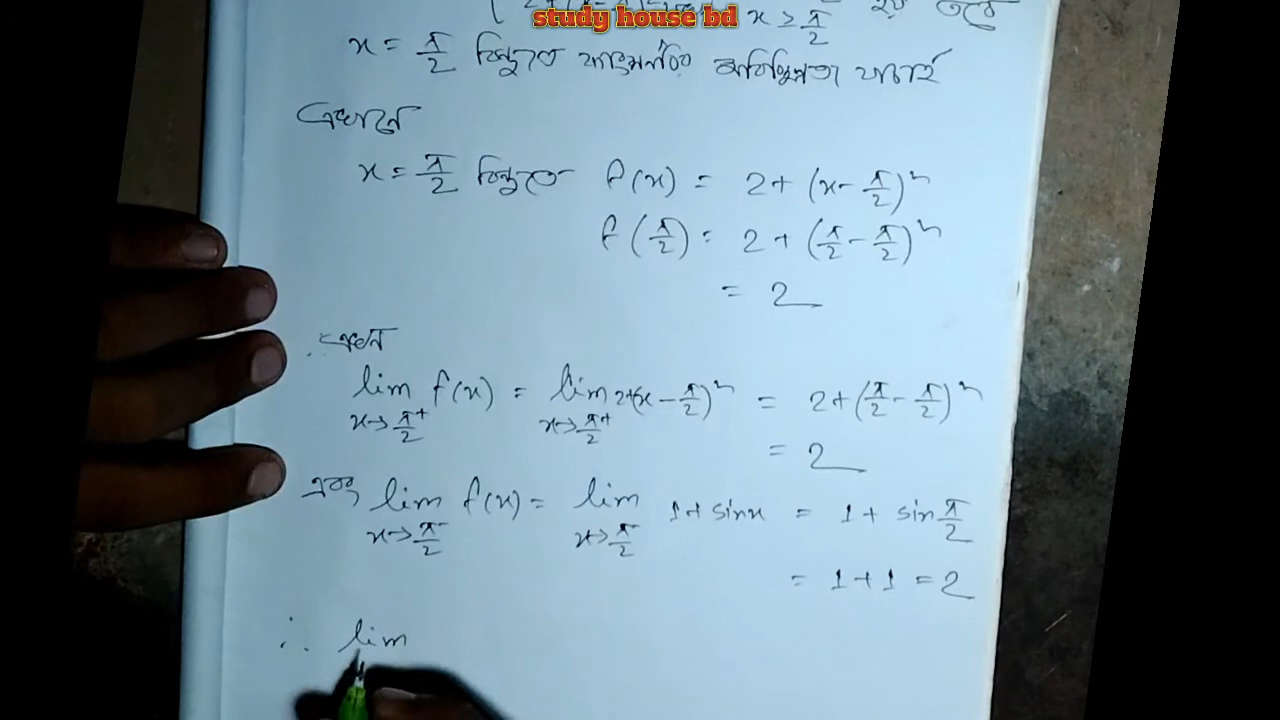 study house bd
x ≥ π/2
x = π/2 বিন্দুতে ফাংশনটির অবিচ্ছিন্নতা যাচাই
এখানে
x = π/2 বিন্দুতে f(x) = 2 + (x - π/2)²
f(π/2) = 2 + (π/2 - π/2)²
= 2
এখন
lim x→π/2⁺ f(x) = lim x→π/2⁺ 2+(x - π/2)² = 2 + (π/2 - π/2)²
= 2
এবং lim x→π/2⁻ f(x) = lim x→π/2⁻ 1 + sinx = 1 + sin π/2
= 1 + 1 = 2
∴ lim